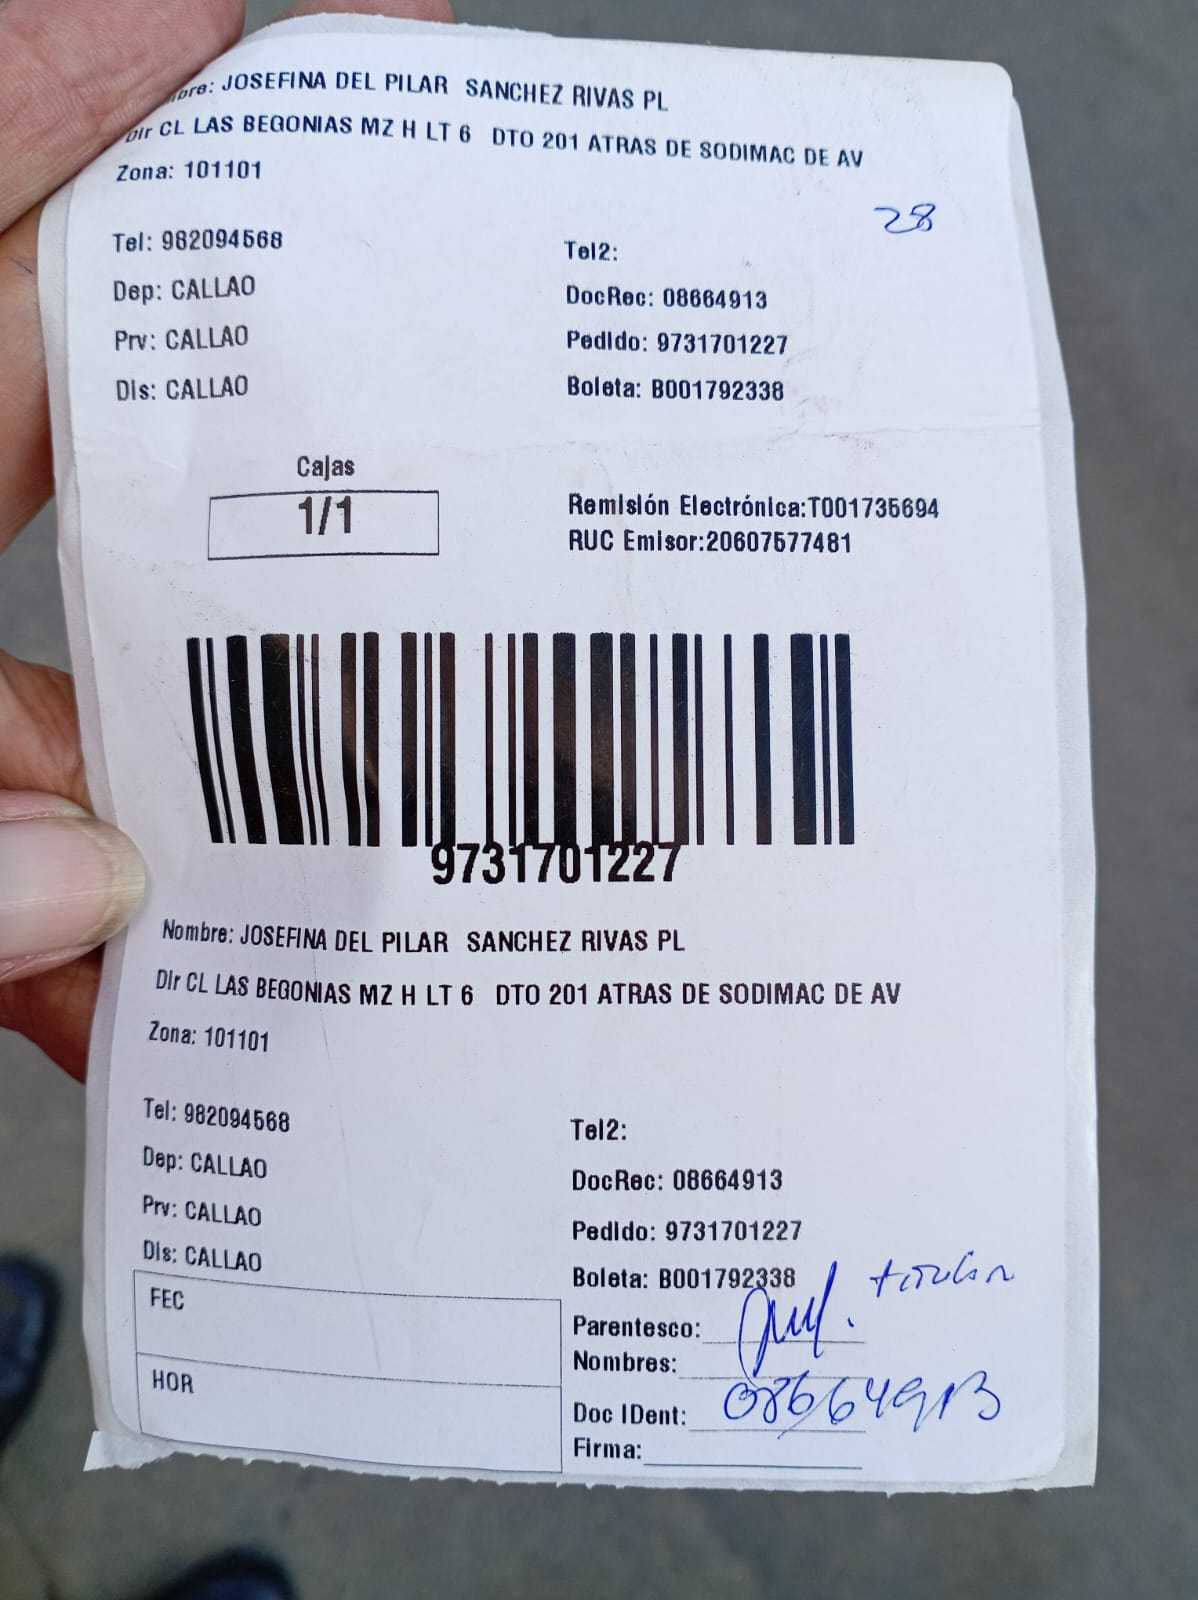 Nombre: JOSEFINA DEL PILAR SANCHEZ RIVAS PL
Dir CL LAS BEGONIAS MZ H LT 6 DTO 201 ATRAS DE SODIMAC DE AV
Zona: 101101
28
Tel: 982094568 Tel2:
Dep: CALLAO DocRec: 08664913
Prv: CALLAO Pedido: 9731701227
Dis: CALLAO Boleta: B001792338
Cajas
1/1
Remisión Electrónica:T001735694
RUC Emisor:20607577481
9731701227
Nombre: JOSEFINA DEL PILAR SANCHEZ RIVAS PL
Dir CL LAS BEGONIAS MZ H LT 6 DTO 201 ATRAS DE SODIMAC DE AV
Zona: 101101
Tel: 982094568 Tel2:
Dep: CALLAO DocRec: 08664913
Prv: CALLAO Pedido: 9731701227
Dis: CALLAO Boleta: B001792338
titular
FEC
Parentesco:
Nombres:
HOR
Doc IDent: 08664913
Firma: